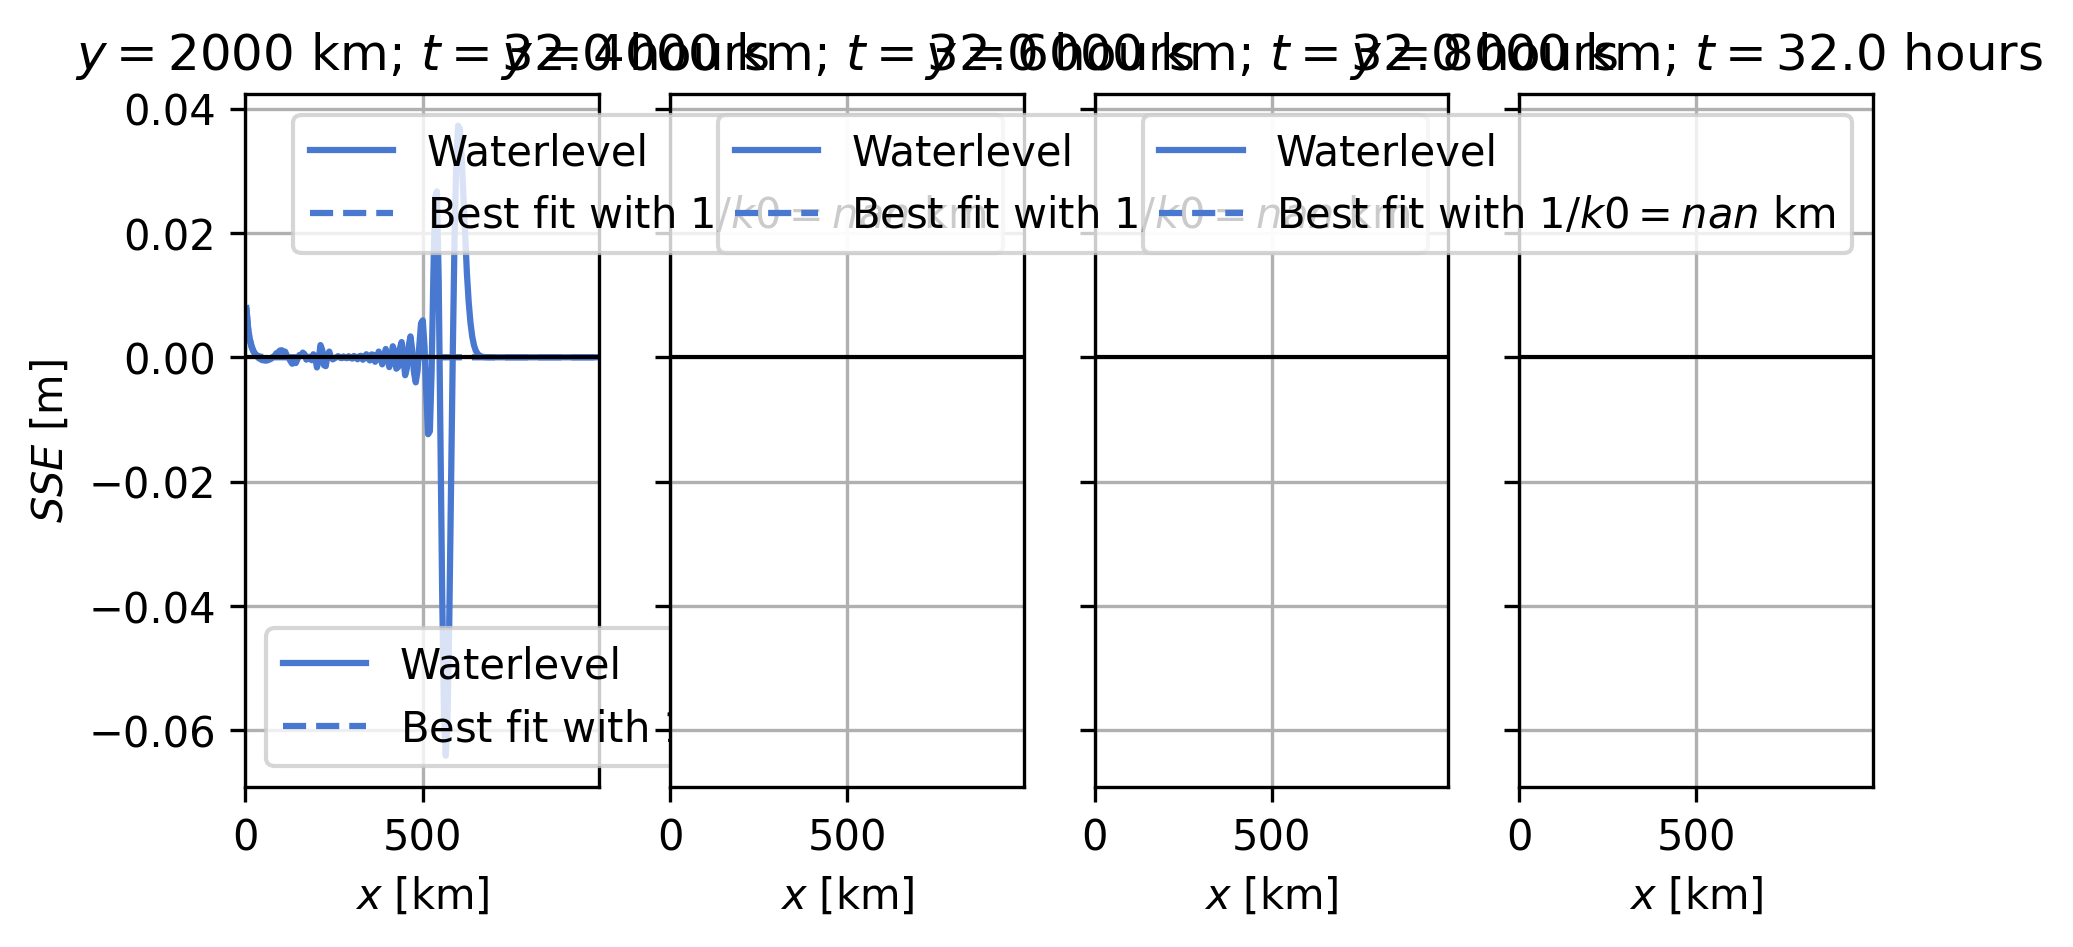 y = 2000 km; t = 32.0 hours
y = 4000 km; t = 32.0 hours
y = 6000 km; t = 32.0 hours
y = 8000 km; t = 32.0 hours
SSE [m]
0.04
0.02
0.00
−0.02
−0.04
−0.06
Waterlevel
Best fit with 1/k0 = nan km
Waterlevel
Best fit with 1/k0 = nan km
Waterlevel
Best fit with 1/k0 = nan km
Waterlevel
Best fit with
0
500
0
500
0
500
0
500
x [km]
x [km]
x [km]
x [km]